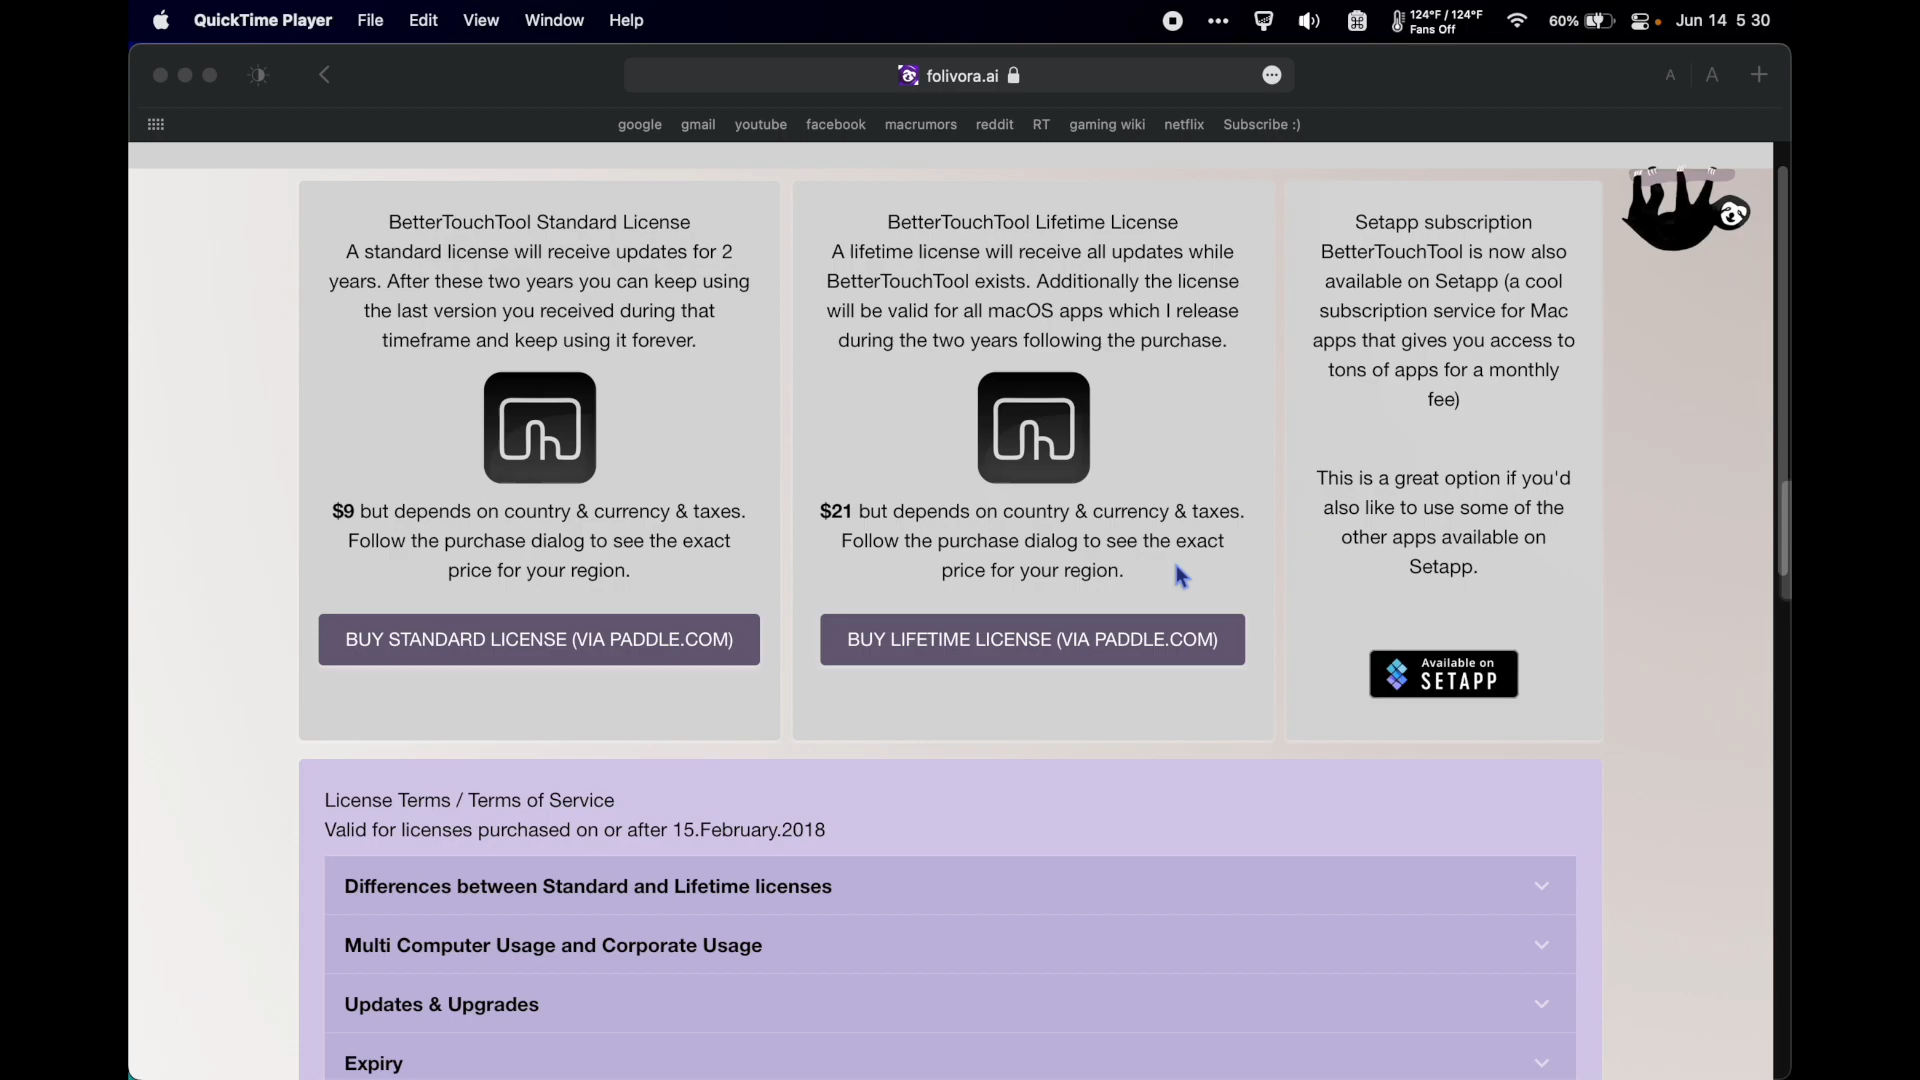 QuickTime Player File Edit View Window Help
124°F / 124°F
Fans Off
60%
Jun 14 5 30
folivora.ai
A A
google gmail youtube facebook macrumors reddit RT gaming wiki netflix Subscribe :)
BetterTouchTool Standard License
A standard license will receive updates for 2
years. After these two years you can keep using
the last version you received during that
timeframe and keep using it forever.
$9 but depends on country & currency & taxes.
Follow the purchase dialog to see the exact
price for your region.
BUY STANDARD LICENSE (VIA PADDLE.COM)
BetterTouchTool Lifetime License
A lifetime license will receive all updates while
BetterTouchTool exists. Additionally the license
will be valid for all macOS apps which I release
during the two years following the purchase.
$21 but depends on country & currency & taxes.
Follow the purchase dialog to see the exact
price for your region.
BUY LIFETIME LICENSE (VIA PADDLE.COM)
Setapp subscription
BetterTouchTool is now also
available on Setapp (a cool
subscription service for Mac
apps that gives you access to
tons of apps for a monthly
fee)
This is a great option if you'd
also like to use some of the
other apps available on
Setapp.
Available on
SETAPP
License Terms / Terms of Service
Valid for licenses purchased on or after 15.February.2018
Differences between Standard and Lifetime licenses
Multi Computer Usage and Corporate Usage
Updates & Upgrades
Expiry